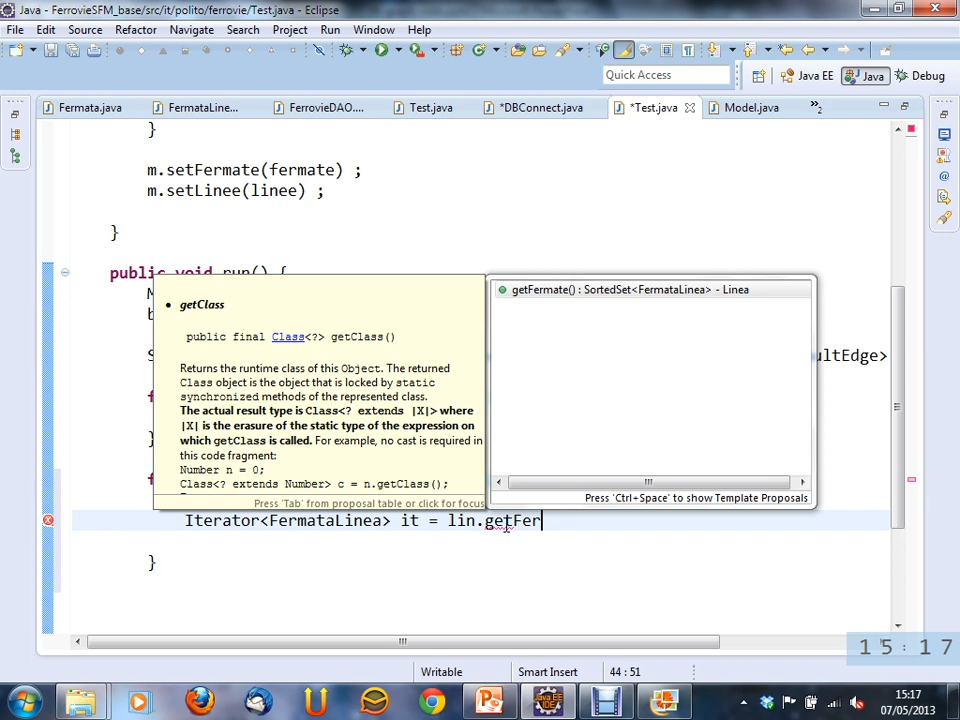 Java - FerrovieSFM_base/src/it/polito/ferrovie/Test.java - Eclipse
File Edit Source Refactor Navigate Search Project Run Window Help
Quick Access
Java EE Java Debug
Fermata.java FermataLine... FerrovieDAO.... Test.java *DBConnect.java *Test.java Model.java »2
}
m.setFermate(fermate) ;
m.setLinee(linee) ;
}
public void run() {
getClass
public final Class<?> getClass()
Returns the runtime class of this Object. The returned
Class object is the object that is locked by static
synchronized methods of the represented class.
The actual result type is Class<? extends |X|> where
|X| is the erasure of the static type of the expression on
which getClass is called. For example, no cast is required in
this code fragment:
Number n = 0;
Class<? extends Number> c = n.getClass();
Press 'Tab' from proposal table or click for focus
getFermate() : SortedSet<FermataLinea> - Linea
Press 'Ctrl+Space' to show Template Proposals
ultEdge>
Iterator<FermataLinea> it = lin.getFer
}
15:17
Writable Smart Insert 44 : 51
15:17
07/05/2013